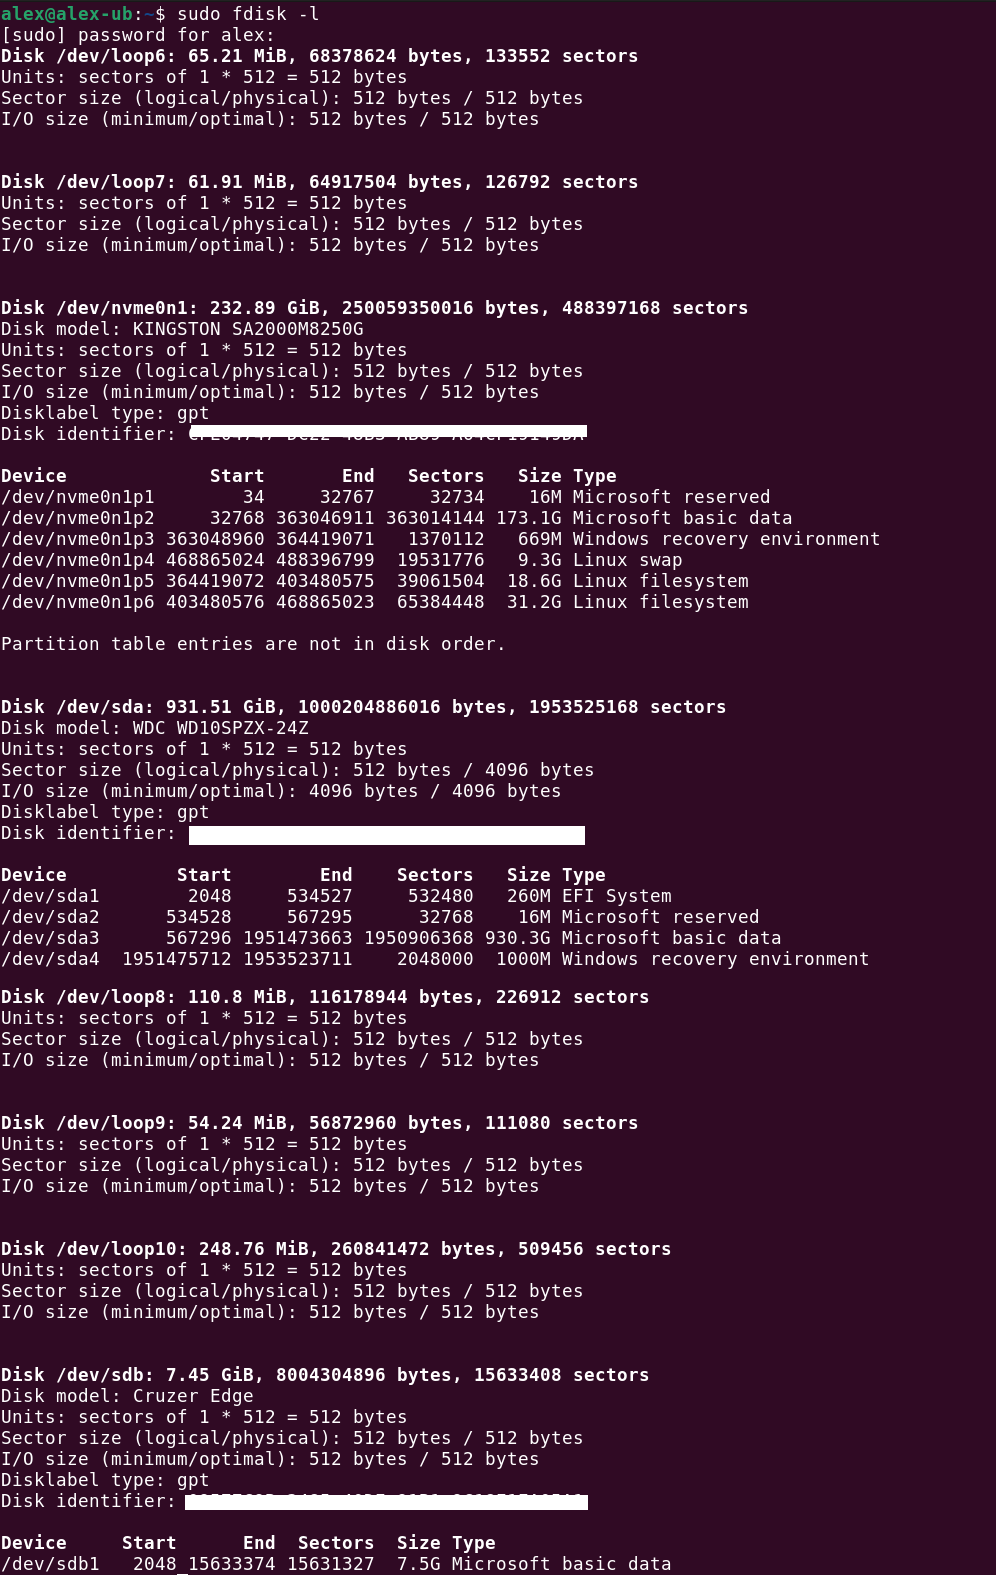 alex@alex-ub:~$ sudo fdisk -l
[sudo] password for alex:
Disk /dev/loop6: 65.21 MiB, 68378624 bytes, 133552 sectors
Units: sectors of 1 * 512 = 512 bytes
Sector size (logical/physical): 512 bytes / 512 bytes
I/O size (minimum/optimal): 512 bytes / 512 bytes
Disk /dev/loop7: 61.91 MiB, 64917504 bytes, 126792 sectors
Units: sectors of 1 * 512 = 512 bytes
Sector size (logical/physical): 512 bytes / 512 bytes
I/O size (minimum/optimal): 512 bytes / 512 bytes
Disk /dev/nvme0n1: 232.89 GiB, 250059350016 bytes, 488397168 sectors
Disk model: KINGSTON SA2000M8250G
Units: sectors of 1 * 512 = 512 bytes
Sector size (logical/physical): 512 bytes / 512 bytes
I/O size (minimum/optimal): 512 bytes / 512 bytes
Disklabel type: gpt
Disk identifier:
Device Start End Sectors Size Type
/dev/nvme0n1p1 34 32767 32734 16M Microsoft reserved
/dev/nvme0n1p2 32768 363046911 363014144 173.1G Microsoft basic data
/dev/nvme0n1p3 363048960 364419071 1370112 669M Windows recovery environment
/dev/nvme0n1p4 468865024 488396799 19531776 9.3G Linux swap
/dev/nvme0n1p5 364419072 403480575 39061504 18.6G Linux filesystem
/dev/nvme0n1p6 403480576 468865023 65384448 31.2G Linux filesystem
Partition table entries are not in disk order.
Disk /dev/sda: 931.51 GiB, 1000204886016 bytes, 1953525168 sectors
Disk model: WDC WD10SPZX-24Z
Units: sectors of 1 * 512 = 512 bytes
Sector size (logical/physical): 512 bytes / 4096 bytes
I/O size (minimum/optimal): 4096 bytes / 4096 bytes
Disklabel type: gpt
Disk identifier:
Device Start End Sectors Size Type
/dev/sda1 2048 534527 532480 260M EFI System
/dev/sda2 534528 567295 32768 16M Microsoft reserved
/dev/sda3 567296 1951473663 1950906368 930.3G Microsoft basic data
/dev/sda4 1951475712 1953523711 2048000 1000M Windows recovery environment
Disk /dev/loop8: 110.8 MiB, 116178944 bytes, 226912 sectors
Units: sectors of 1 * 512 = 512 bytes
Sector size (logical/physical): 512 bytes / 512 bytes
I/O size (minimum/optimal): 512 bytes / 512 bytes
Disk /dev/loop9: 54.24 MiB, 56872960 bytes, 111080 sectors
Units: sectors of 1 * 512 = 512 bytes
Sector size (logical/physical): 512 bytes / 512 bytes
I/O size (minimum/optimal): 512 bytes / 512 bytes
Disk /dev/loop10: 248.76 MiB, 260841472 bytes, 509456 sectors
Units: sectors of 1 * 512 = 512 bytes
Sector size (logical/physical): 512 bytes / 512 bytes
I/O size (minimum/optimal): 512 bytes / 512 bytes
Disk /dev/sdb: 7.45 GiB, 8004304896 bytes, 15633408 sectors
Disk model: Cruzer Edge
Units: sectors of 1 * 512 = 512 bytes
Sector size (logical/physical): 512 bytes / 512 bytes
I/O size (minimum/optimal): 512 bytes / 512 bytes
Disklabel type: gpt
Disk identifier:
Device Start End Sectors Size Type
/dev/sdb1 2048 15633374 15631327 7.5G Microsoft basic data